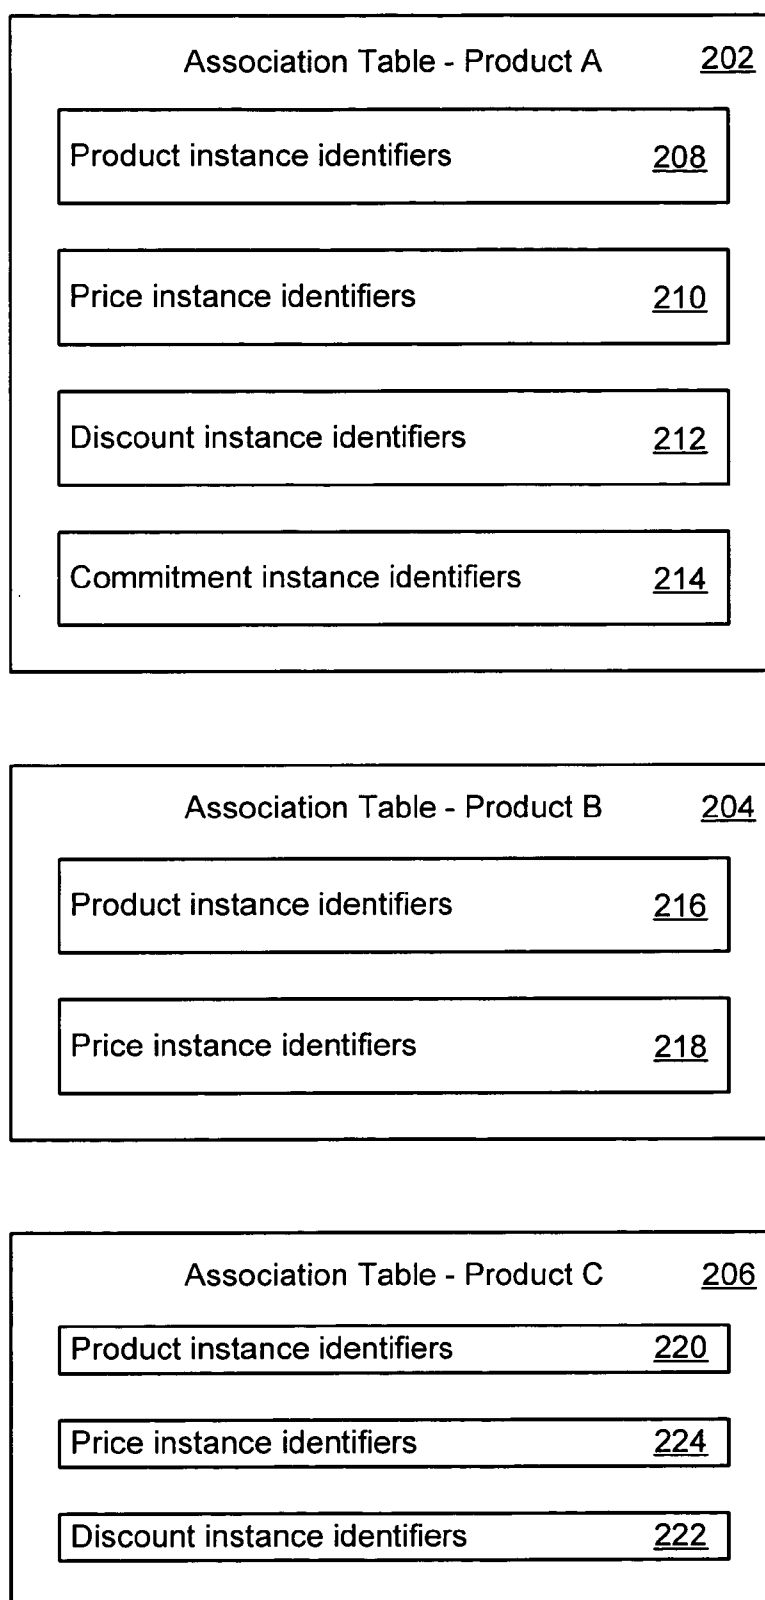 Association Table - Product A 202
Product instance identifiers 208
Price instance identifiers 210
Discount instance identifiers 212
Commitment instance identifiers 214
Association Table - Product B 204
Product instance identifiers 216
Price instance identifiers 218
Association Table - Product C 206
Product instance identifiers 220
Price instance identifiers 224
Discount instance identifiers 222